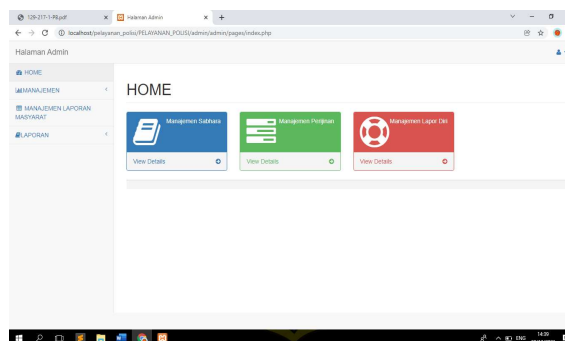 129-217-1-PB.pdf
Halaman Admin
localhost/pelayanan_polisi/PELAYANAN_POLISI/admin/admin/pages/index.php
Halaman Admin
HOME
MANAJEMEN
MANAJEMEN LAPORAN
MASYARAT
LAPORAN
HOME
Manajemen Sabhara
View Details
Manajemen Perijinan
View Details
Manajemen Lapor Diri
View Details
ENG
14:39